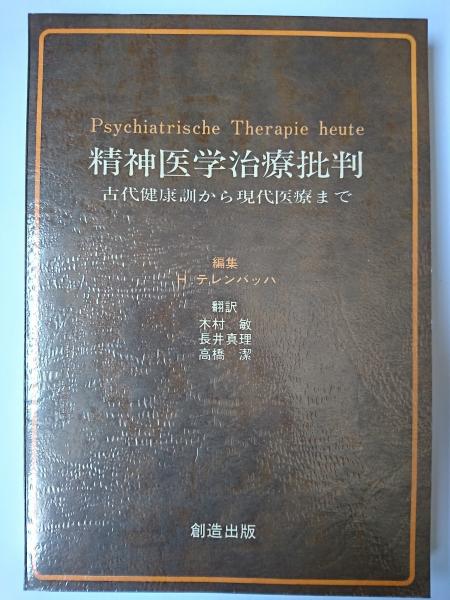 Psychiatrische Therapie heute
精神医学治療批判
古代健康訓から現代医療まで
編集
H テレンバッハ
翻訳
木村 敏
長井真理
高橋 潔
創造出版